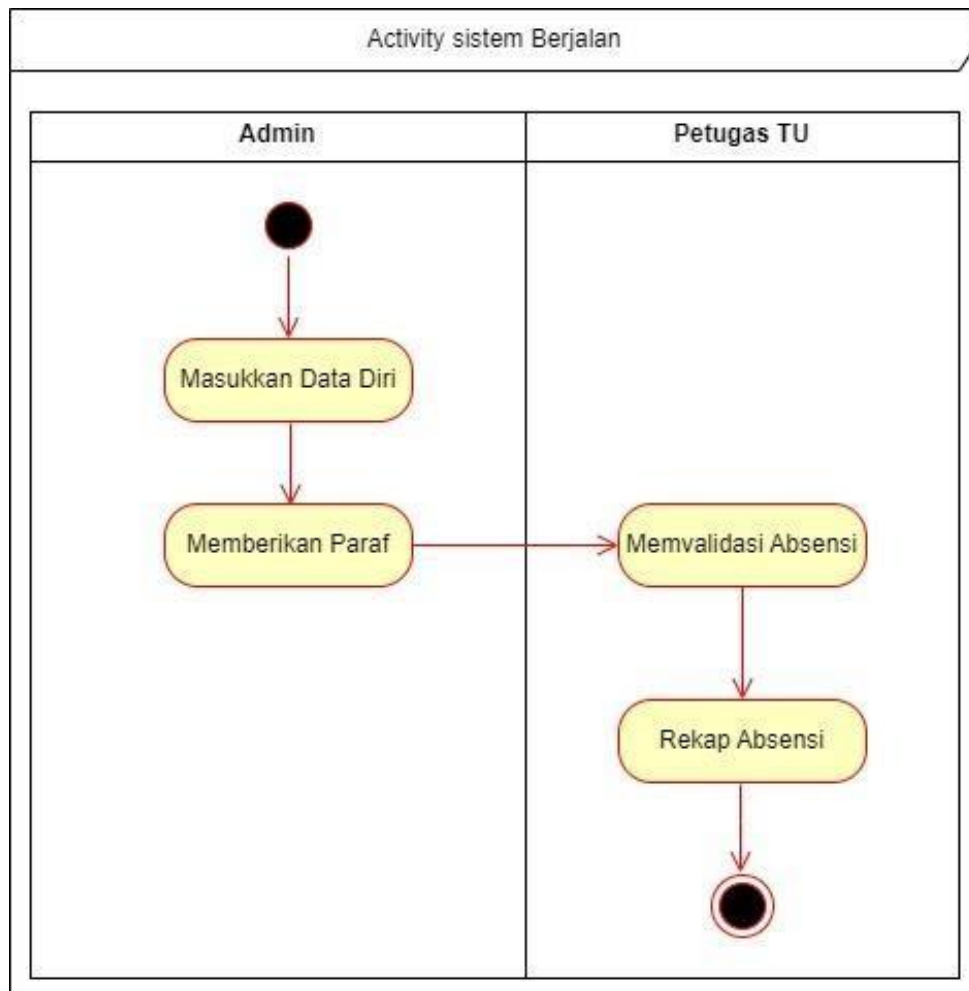 Activity sistem Berjalan
Admin
Petugas TU
Masukkan Data Diri
Memberikan Paraf
Memvalidasi Absensi
Rekap Absensi